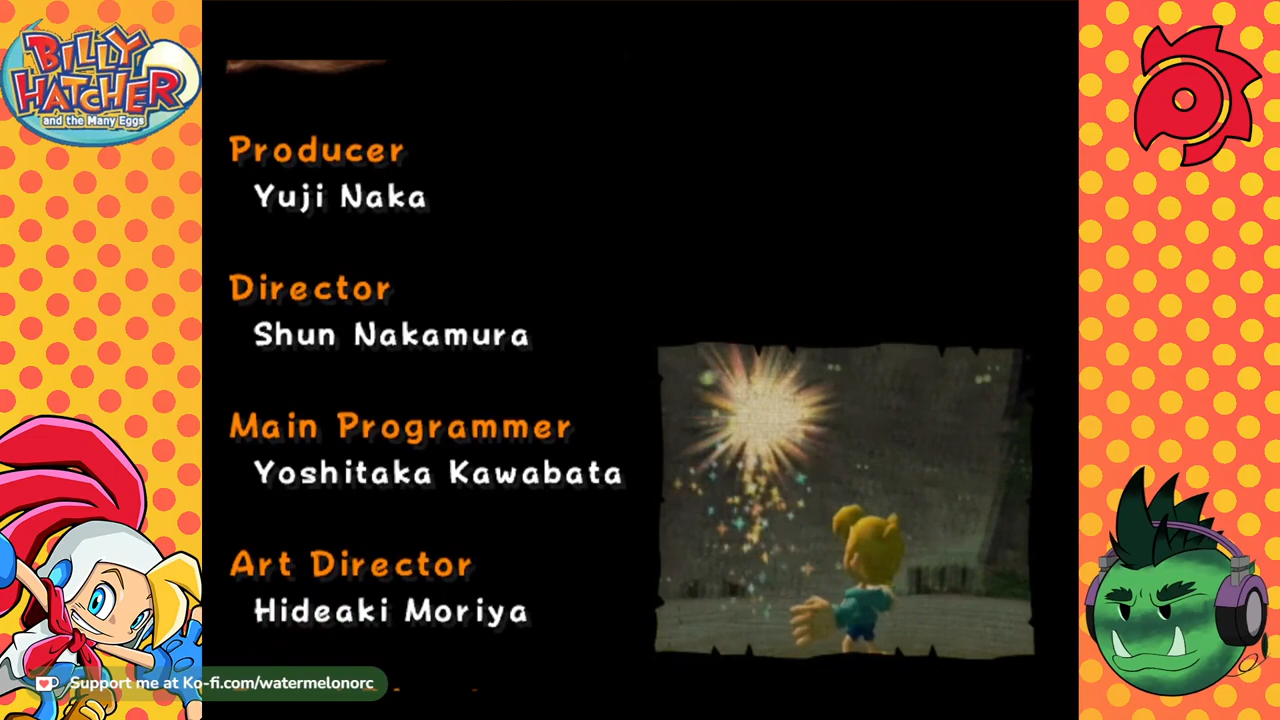 BILLY
HATCHER
and the Many Eggs
Producer
Yuji Naka
Director
Shun Nakamura
Main Programmer
Yoshitaka Kawabata
Art Director
Hideaki Moriya
Support me at Ko-fi.com/watermelonorc